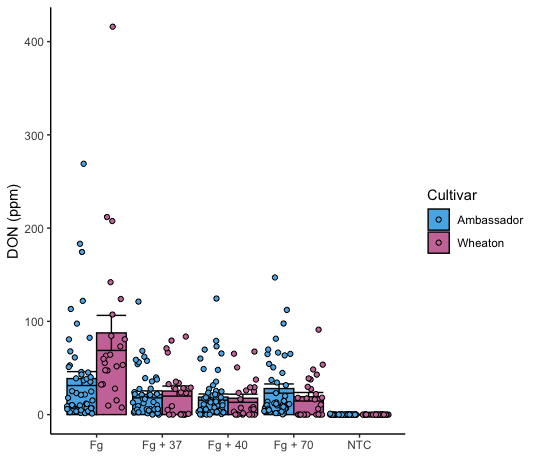 DON (ppm)
400
300
200
100
0
Fg
Fg + 37
Fg + 40
Fg + 70
NTC
Cultivar
Ambassador
Wheaton